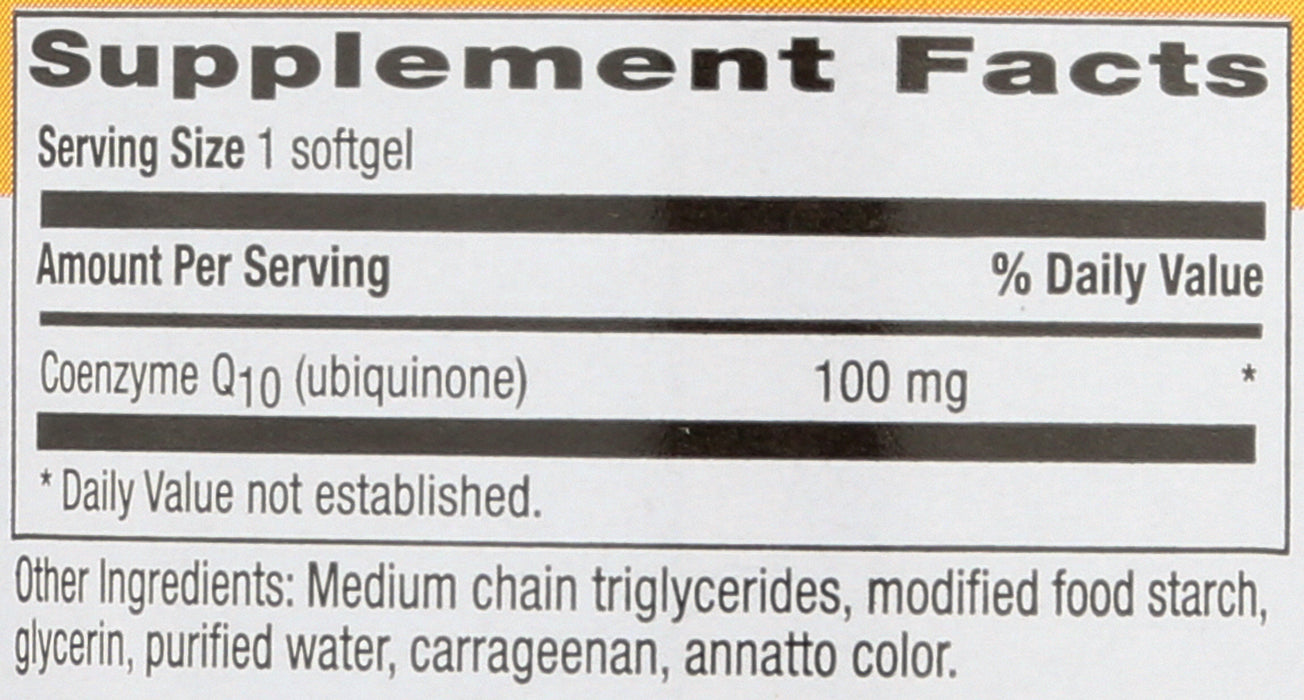 Supplement Facts
Serving Size 1 softgel
Amount Per Serving % Daily Value
Coenzyme Q10 (ubiquinone) 100 mg *
* Daily Value not established.
Other Ingredients: Medium chain triglycerides, modified food starch,
glycerin, purified water, carrageenan, annatto color.